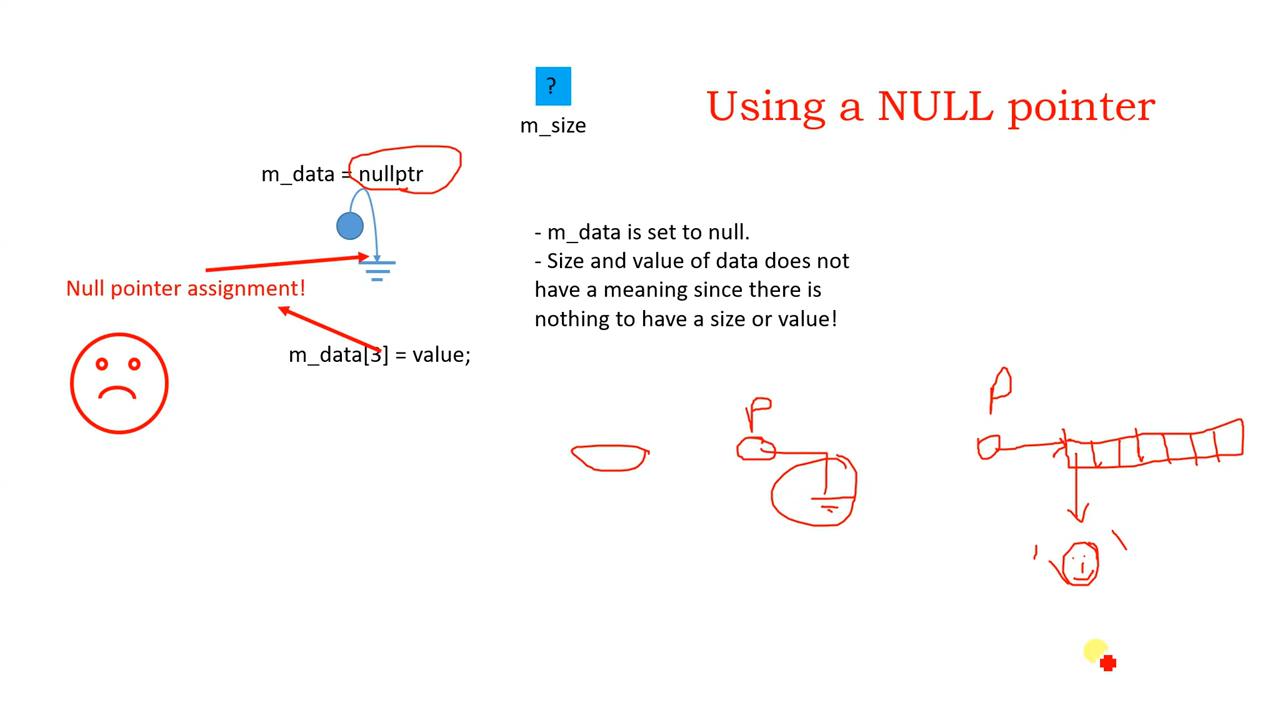 ?
m_size
Using a NULL pointer
m_data = nullptr
- m_data is set to null.
- Size and value of data does not
have a meaning since there is
nothing to have a size or value!
Null pointer assignment!
m_data[3] = value;
P
P